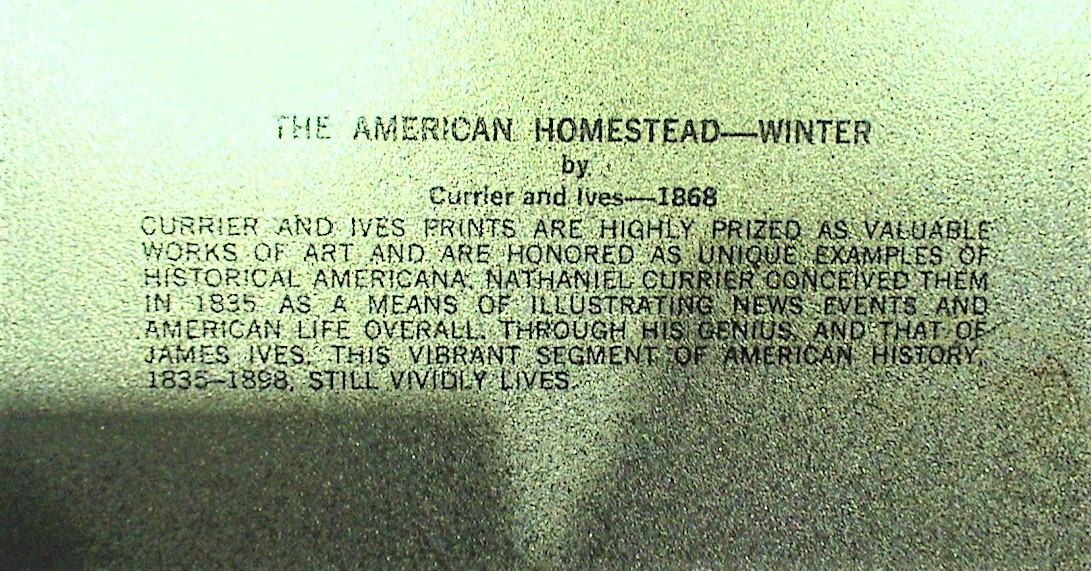 THE AMERICAN HOMESTEAD—WINTER
by
Currier and Ives—1868
CURRIER AND IVES PRINTS ARE HIGHLY PRIZED AS VALUABLE
WORKS OF ART AND ARE HONORED AS UNIQUE EXAMPLES OF
HISTORICAL AMERICANA. NATHANIEL CURRIER CONCEIVED THEM
IN 1835 AS A MEANS OF ILLUSTRATING NEWS EVENTS AND
AMERICAN LIFE OVERALL. THROUGH HIS GENIUS, AND THAT OF
JAMES IVES, THIS VIBRANT SEGMENT OF AMERICAN HISTORY,
1835-1898, STILL VIVIDLY LIVES.